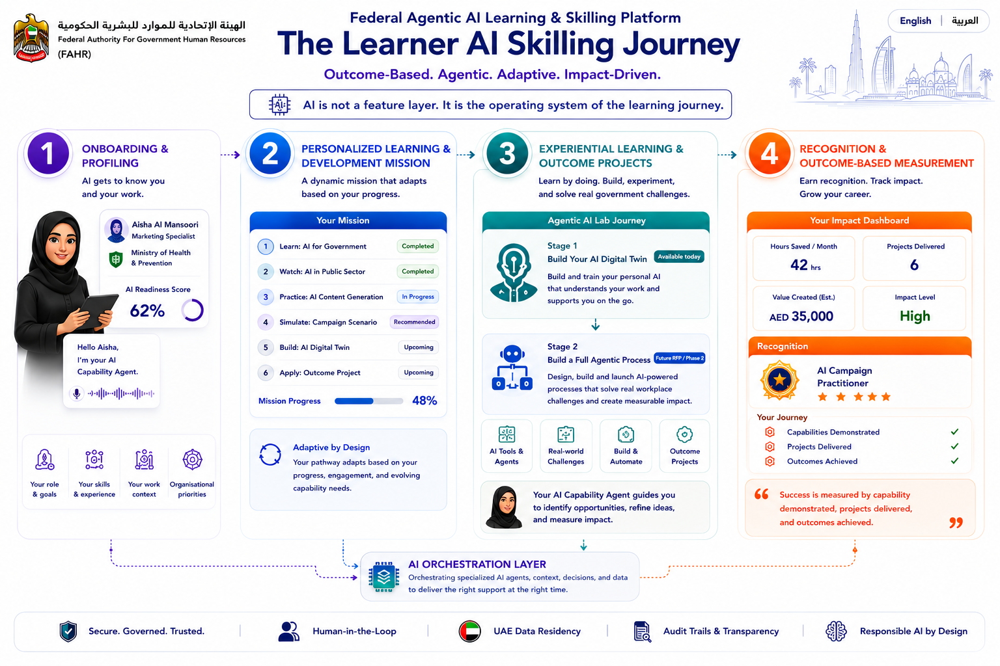 الهيئة الإتحادية للموارد البشرية الحكومية
Federal Authority For Government Human Resources
(FAHR)
Federal Agentic AI Learning & Skilling Platform
The Learner AI Skilling Journey
Outcome-Based. Agentic. Adaptive. Impact-Driven.
AI
AI is not a feature layer. It is the operating system of the learning journey.
English | العربية
1
ONBOARDING &
PROFILING
AI gets to know you
and your work.
Aisha Al Mansoori
Marketing Specialist
Ministry of Health
& Prevention
AI Readiness Score
62%
Hello Aisha,
I'm your AI
Capability Agent.
Your role
& goals
Your skills
& experience
Your work
context
Organisational
priorities
2
PERSONALIZED LEARNING &
DEVELOPMENT MISSION
A dynamic mission that adapts
based on your progress.
Your Mission
1 Learn: AI for Government Completed
2 Watch: AI in Public Sector Completed
3 Practice: AI Content Generation In Progress
4 Simulate: Campaign Scenario Recommended
5 Build: AI Digital Twin Upcoming
6 Apply: Outcome Project Upcoming
Mission Progress 48%
Adaptive by Design
Your pathway adapts based on your
progress, engagement, and evolving
capability needs.
3
EXPERIENTIAL LEARNING &
OUTCOME PROJECTS
Learn by doing. Build, experiment,
and solve real government challenges.
Agentic AI Lab Journey
Stage 1
Build Your AI Digital Twin Available today
Build and train your personal AI
that understands your work and
supports you on the go.
Stage 2
Build a Full Agentic Process Future RFP / Phase 2
Design, build and launch AI-powered
processes that solve real workplace
challenges and create measurable impact.
AI Tools &
Agents
Real-world
Challenges
Build &
Automate
Outcome
Projects
Your AI Capability Agent guides you
to identify opportunities, refine ideas,
and measure impact.
4
RECOGNITION &
OUTCOME-BASED MEASUREMENT
Earn recognition. Track impact.
Grow your career.
Your Impact Dashboard
Hours Saved / Month
42 hrs
Projects Delivered
6
Value Created (Est.)
AED 35,000
Impact Level
High
Recognition
AI Campaign
Practitioner
Your Journey
Capabilities Demonstrated
Projects Delivered
Outcomes Achieved
“ Success is measured by capability
demonstrated, projects delivered,
and outcomes achieved. ”
AI ORCHESTRATION LAYER
Orchestrating specialized AI agents, context, decisions, and data
to deliver the right support at the right time.
Secure. Governed. Trusted.
Human-in-the-Loop
UAE Data Residency
Audit Trails & Transparency
Responsible AI by Design